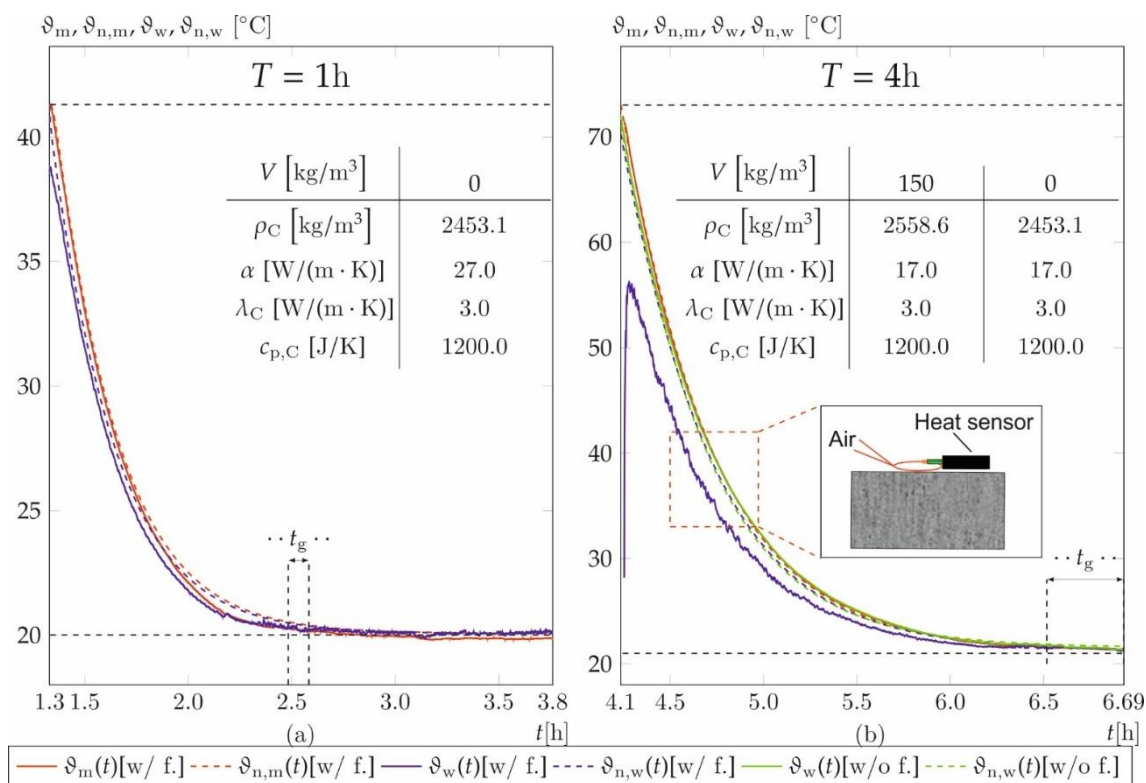 ϑm, ϑn,m, ϑw, ϑn,w [°C]
T = 1h
40
35
30
25
20
V [kg/m³] 0
ρC [kg/m³] 2453.1
α [W/(m · K)] 27.0
λC [W/(m · K)] 3.0
cp,C [J/K] 1200.0
tg
1.3 1.5 2.0 2.5 3.0 3.5 3.8
(a) t[h]
ϑm, ϑn,m, ϑw, ϑn,w [°C]
T = 4h
70
60
50
40
30
20
V [kg/m³] 150 0
ρC [kg/m³] 2558.6 2453.1
α [W/(m · K)] 17.0 17.0
λC [W/(m · K)] 3.0 3.0
cp,C [J/K] 1200.0 1200.0
Heat sensor
Air
tg
4.1 4.5 5.0 5.5 6.0 6.5 6.69
(b) t[h]
ϑm(t)[w/ f.] ϑn,m(t)[w/ f.] ϑw(t)[w/ f.] ϑn,w(t)[w/ f.] ϑw(t)[w/o f.] ϑn,w(t)[w/o f.]